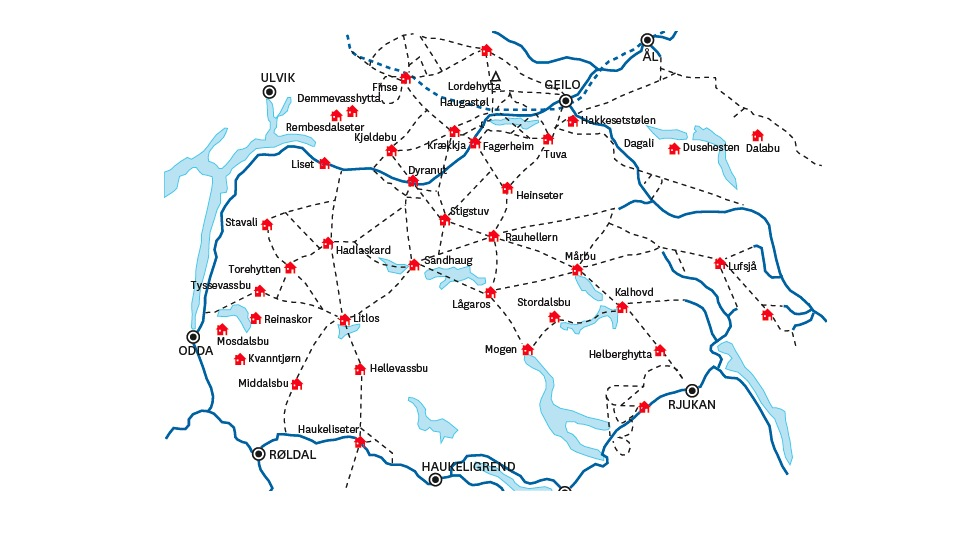 ÅL
ULVIK
Finse
Lordehytta
GEILO
Demmevasshytta
Haugastøl
Rembesdalseter
Hakkesetstølen
Kjeldebu
Krækkja
Fagerheim
Tuva
Dagali
Dusehesten
Dalabu
Liset
Dyranut
Heinseter
Stavali
Stigstuv
Rauhellern
Hadlaskard
Torehytten
Sandhaug
Mårbu
Lufsjå
Tyssevassbu
Kalhovd
Lågaros
Stordalsbu
Reinaskor
Litlos
Mosdalsbu
ODDA
Mogen
Helberghytta
Kvanntjørn
Hellevassbu
Middalsbu
RJUKAN
Haukeliseter
RØLDAL
HAUKELIGREND